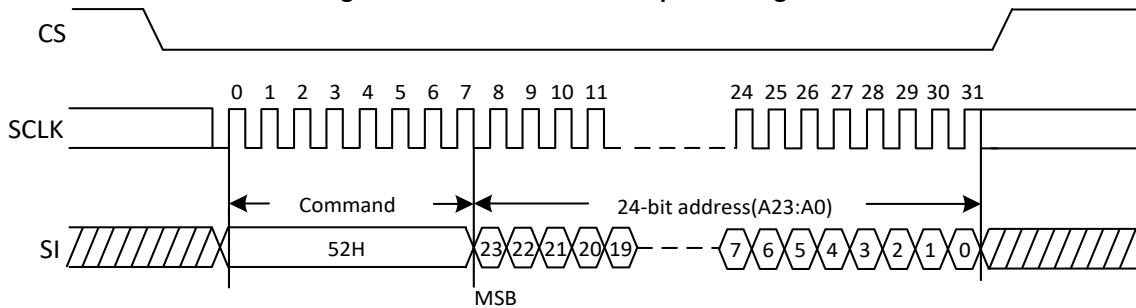 CS
0 1 2 3 4 5 6 7 8 9 10 11 24 25 26 27 28 29 30 31
SCLK
Command 24-bit address(A23:A0)
SI 52H 23 22 21 20 19 7 6 5 4 3 2 1 0
MSB